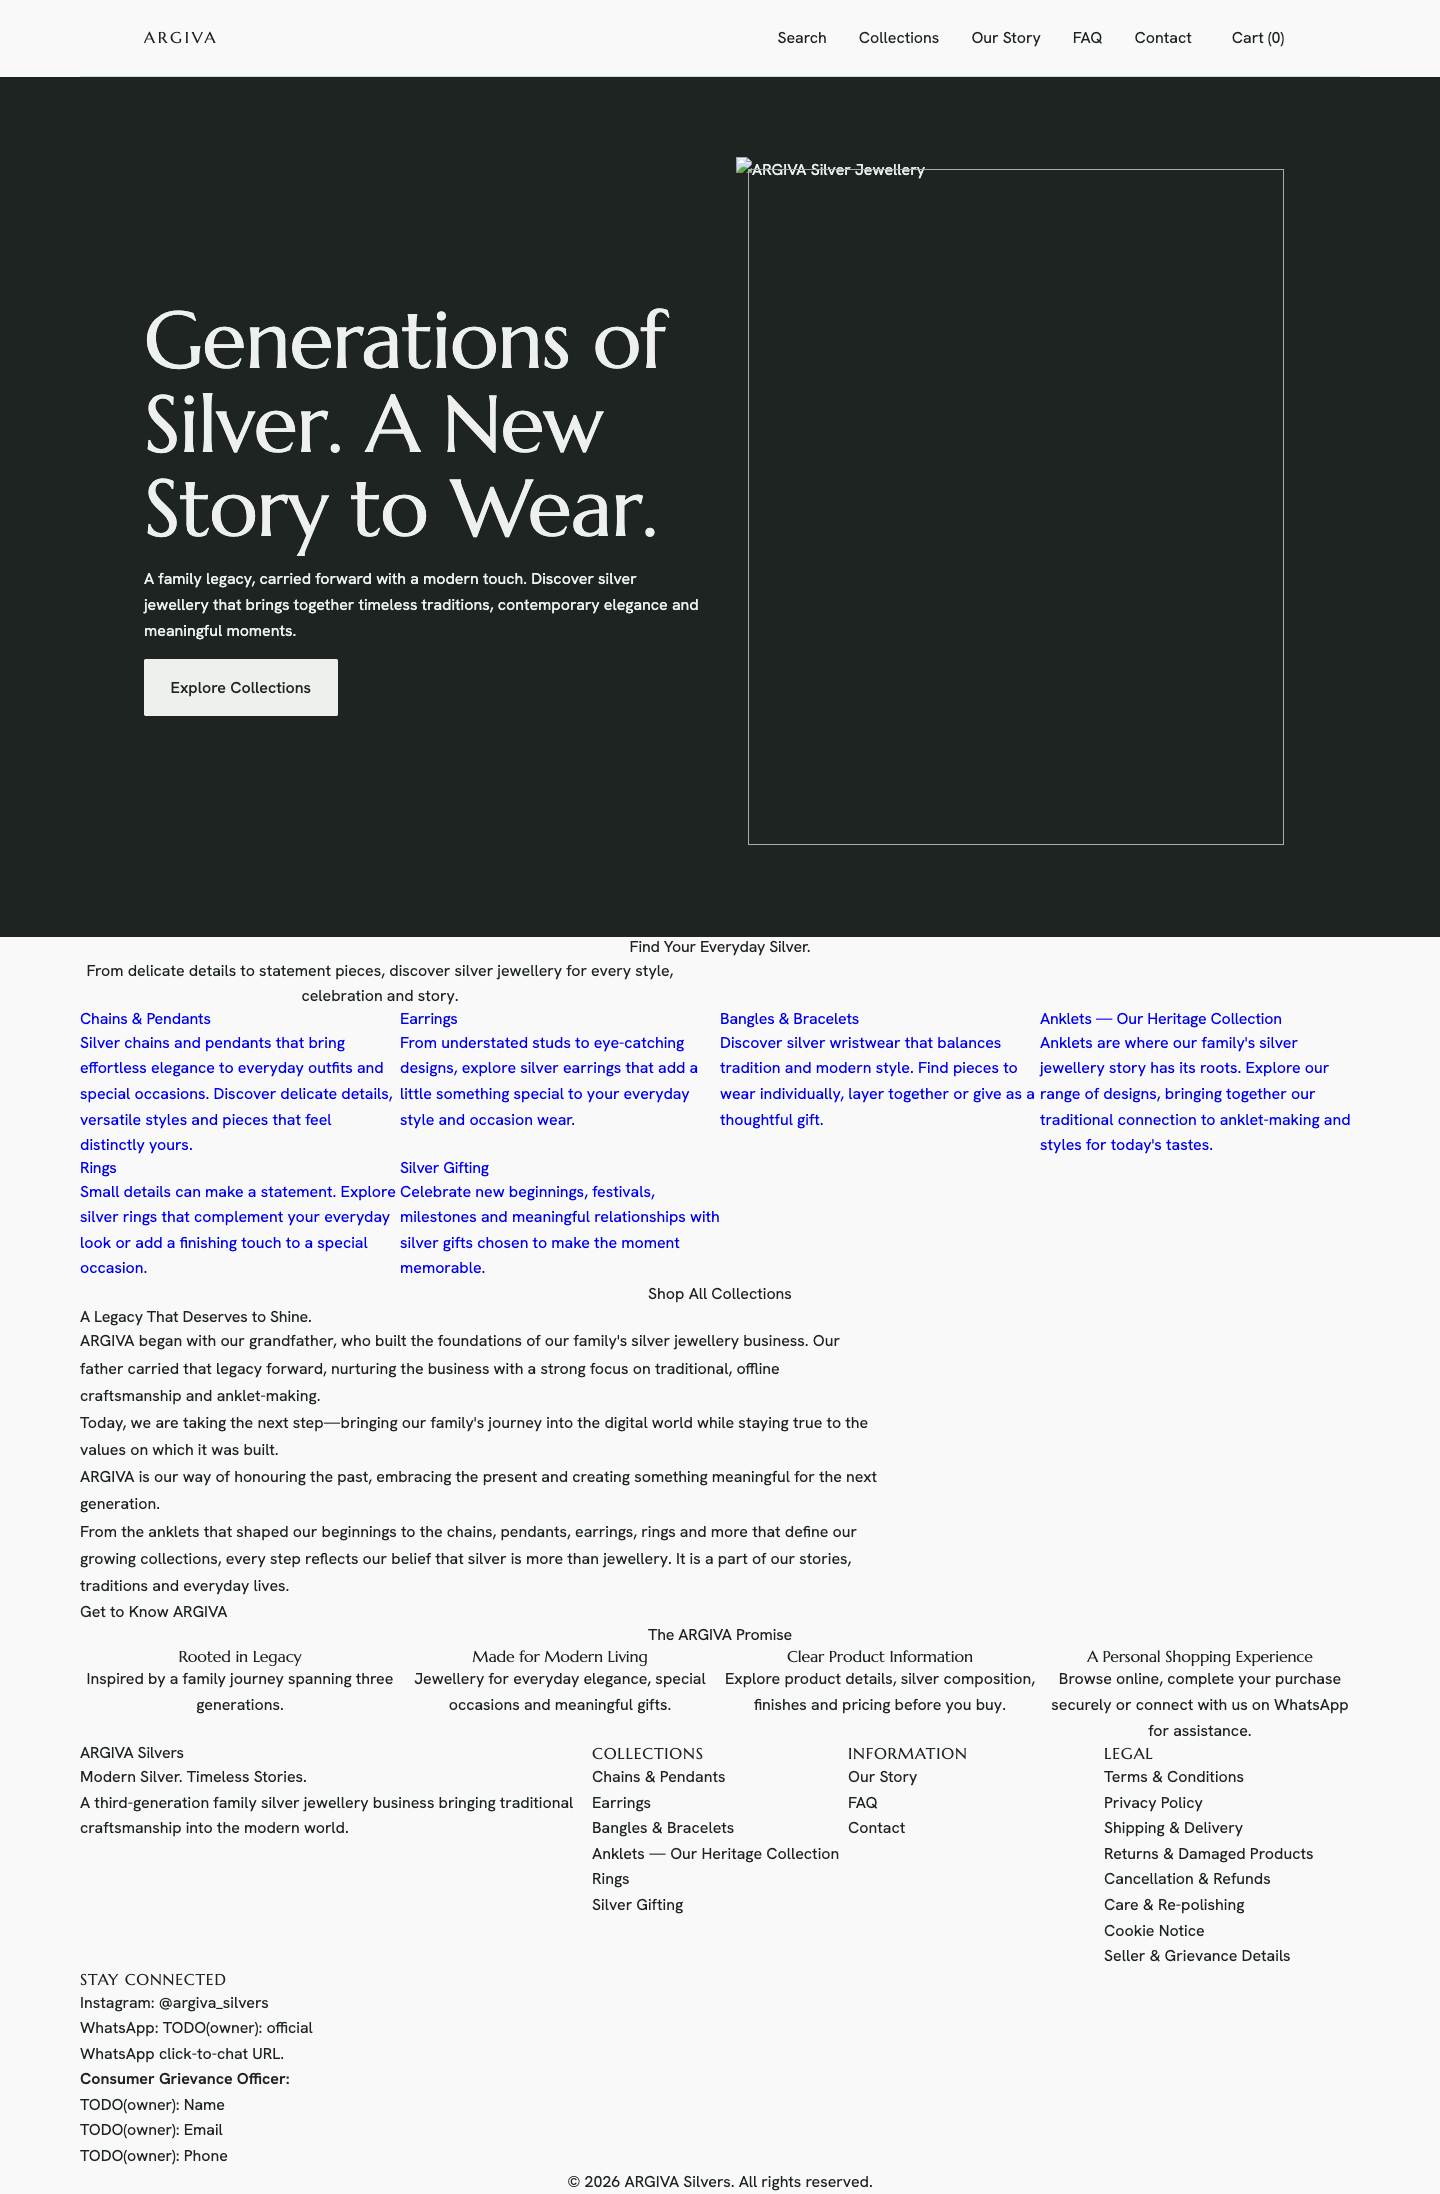 ARGIVA
Search Collections Our Story FAQ Contact Cart (0)
ARGIVA Silver Jewellery
Generations of
Silver. A New
Story to Wear.
A family legacy, carried forward with a modern touch. Discover silver
jewellery that brings together timeless traditions, contemporary elegance and
meaningful moments.
Explore Collections
Find Your Everyday Silver.
From delicate details to statement pieces, discover silver jewellery for every style,
celebration and story.
Chains & Pendants
Silver chains and pendants that bring
effortless elegance to everyday outfits and
special occasions. Discover delicate details,
versatile styles and pieces that feel
distinctly yours.
Earrings
From understated studs to eye-catching
designs, explore silver earrings that add a
little something special to your everyday
style and occasion wear.
Bangles & Bracelets
Discover silver wristwear that balances
tradition and modern style. Find pieces to
wear individually, layer together or give as a
thoughtful gift.
Anklets — Our Heritage Collection
Anklets are where our family's silver
jewellery story has its roots. Explore our
range of designs, bringing together our
traditional connection to anklet-making and
styles for today's tastes.
Rings
Small details can make a statement. Explore
silver rings that complement your everyday
look or add a finishing touch to a special
occasion.
Silver Gifting
Celebrate new beginnings, festivals,
milestones and meaningful relationships with
silver gifts chosen to make the moment
memorable.
Shop All Collections
A Legacy That Deserves to Shine.
ARGIVA began with our grandfather, who built the foundations of our family's silver jewellery business. Our
father carried that legacy forward, nurturing the business with a strong focus on traditional, offline
craftsmanship and anklet-making.
Today, we are taking the next step—bringing our family's journey into the digital world while staying true to the
values on which it was built.
ARGIVA is our way of honouring the past, embracing the present and creating something meaningful for the next
generation.
From the anklets that shaped our beginnings to the chains, pendants, earrings, rings and more that define our
growing collections, every step reflects our belief that silver is more than jewellery. It is a part of our stories,
traditions and everyday lives.
Get to Know ARGIVA
The ARGIVA Promise
Rooted in Legacy
Inspired by a family journey spanning three
generations.
Made for Modern Living
Jewellery for everyday elegance, special
occasions and meaningful gifts.
Clear Product Information
Explore product details, silver composition,
finishes and pricing before you buy.
A Personal Shopping Experience
Browse online, complete your purchase
securely or connect with us on WhatsApp
for assistance.
ARGIVA Silvers
Modern Silver. Timeless Stories.
A third-generation family silver jewellery business bringing traditional
craftsmanship into the modern world.
COLLECTIONS
Chains & Pendants
Earrings
Bangles & Bracelets
Anklets — Our Heritage Collection
Rings
Silver Gifting
INFORMATION
Our Story
FAQ
Contact
LEGAL
Terms & Conditions
Privacy Policy
Shipping & Delivery
Returns & Damaged Products
Cancellation & Refunds
Care & Re-polishing
Cookie Notice
Seller & Grievance Details
STAY CONNECTED
Instagram: @argiva_silvers
WhatsApp: TODO(owner): official
WhatsApp click-to-chat URL.
Consumer Grievance Officer:
TODO(owner): Name
TODO(owner): Email
TODO(owner): Phone
© 2026 ARGIVA Silvers. All rights reserved.